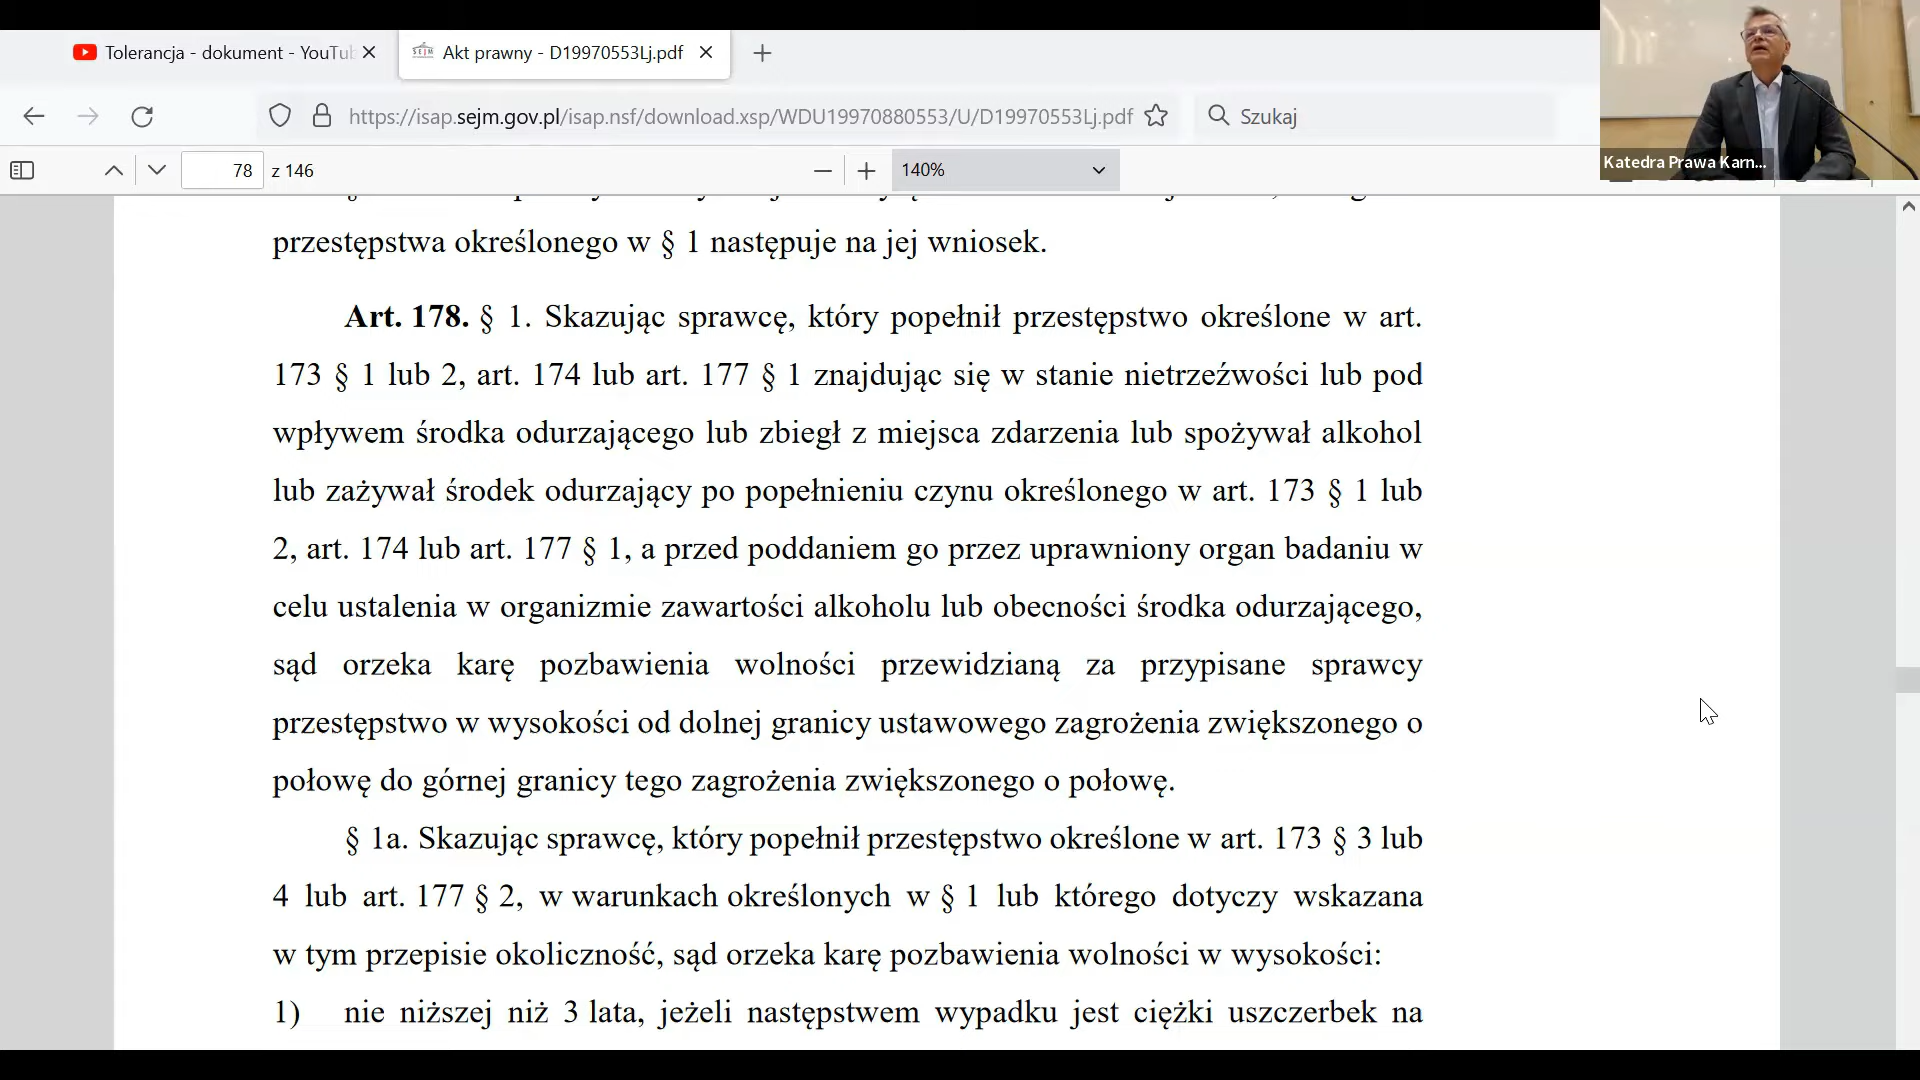 Tolerancja - dokument - YouTub
Akt prawny - D19970553Lj.pdf
https://isap.sejm.gov.pl/isap.nsf/download.xsp/WDU19970880553/U/D19970553Lj.pdf
Szukaj
78 z 146
140%
Katedra Prawa Karn...
przestępstwa określonego w § 1 następuje na jej wniosek.
Art. 178. § 1. Skazując sprawcę, który popełnił przestępstwo określone w art.
173 § 1 lub 2, art. 174 lub art. 177 § 1 znajdując się w stanie nietrzeźwości lub pod
wpływem środka odurzającego lub zbiegł z miejsca zdarzenia lub spożywał alkohol
lub zażywał środek odurzający po popełnieniu czynu określonego w art. 173 § 1 lub
2, art. 174 lub art. 177 § 1, a przed poddaniem go przez uprawniony organ badaniu w
celu ustalenia w organizmie zawartości alkoholu lub obecności środka odurzającego,
sąd orzeka karę pozbawienia wolności przewidzianą za przypisane sprawcy
przestępstwo w wysokości od dolnej granicy ustawowego zagrożenia zwiększonego o
połowę do górnej granicy tego zagrożenia zwiększonego o połowę.
§ 1a. Skazując sprawcę, który popełnił przestępstwo określone w art. 173 § 3 lub
4 lub art. 177 § 2, w warunkach określonych w § 1 lub którego dotyczy wskazana
w tym przepisie okoliczność, sąd orzeka karę pozbawienia wolności w wysokości:
1) nie niższej niż 3 lata, jeżeli następstwem wypadku jest ciężki uszczerbek na